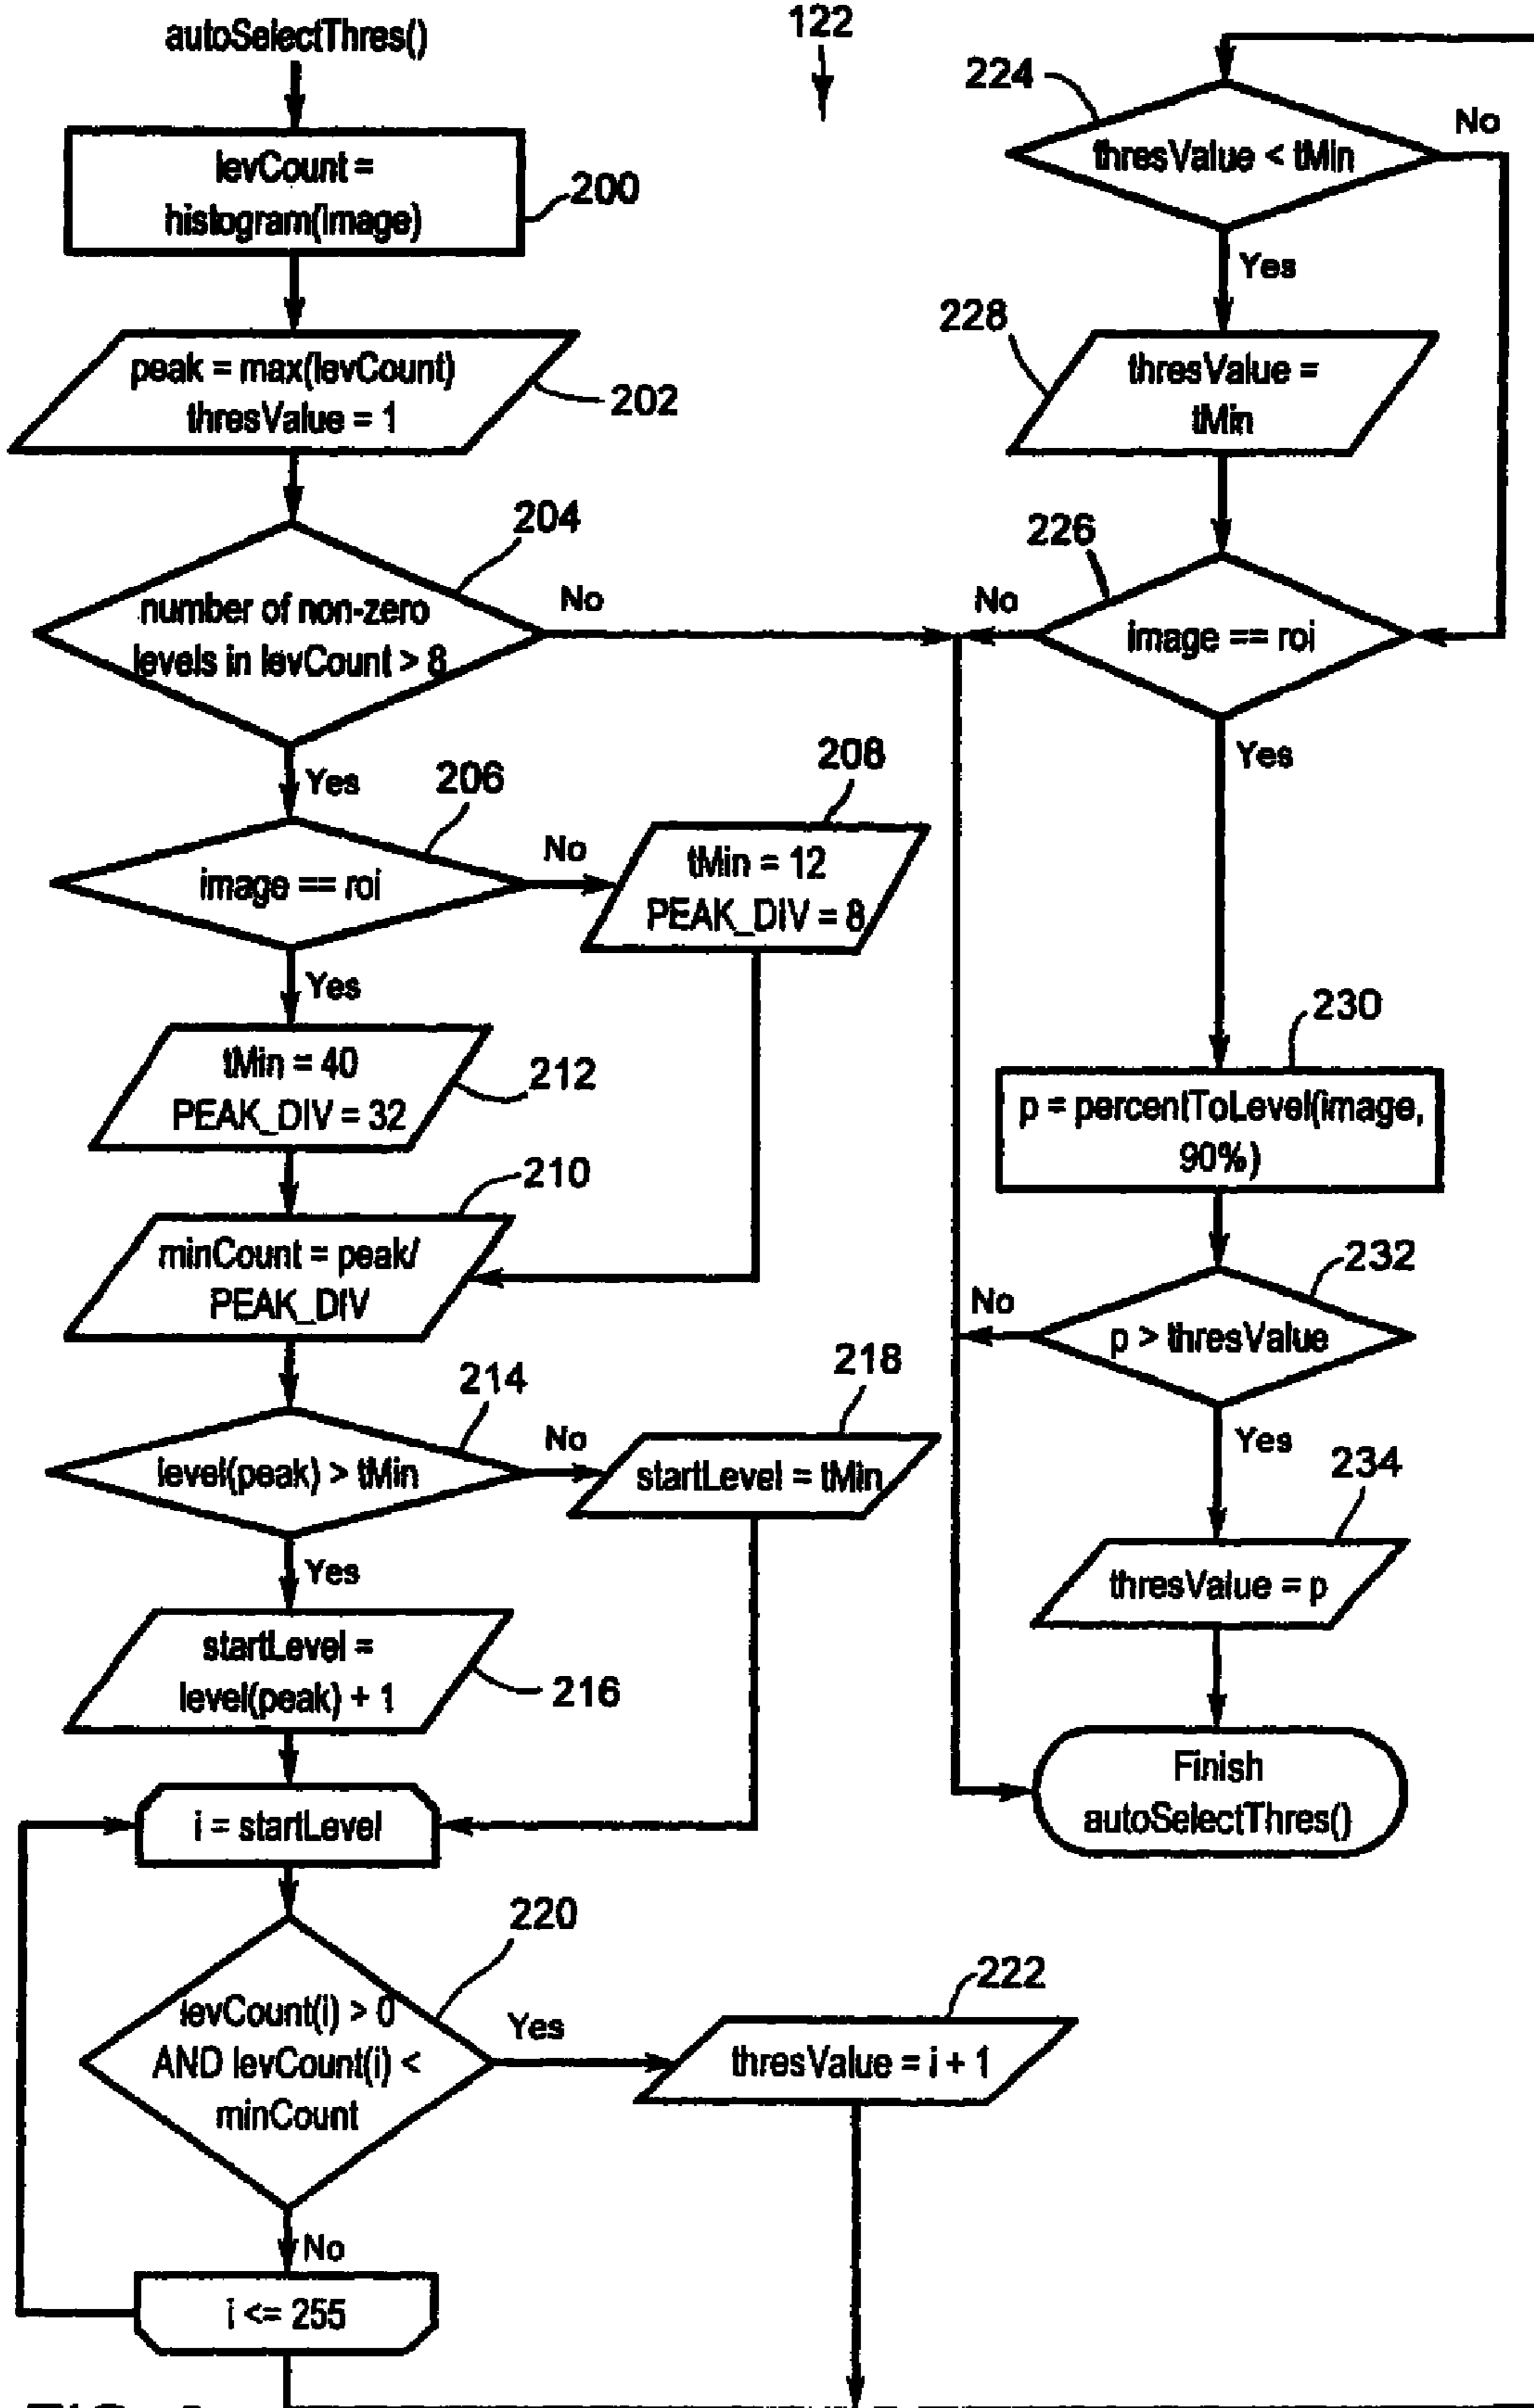 autoSelectThres()
122
levCount =
histogram(image)
200
peak = max(levCount)
thresValue = 1
202
204
number of non-zero
levels in levCount > 8
No
Yes
206
image == roi
No
208
tMin = 12
PEAK_DIV = 8
Yes
tMin = 40
PEAK_DIV = 32
212
210
minCount = peak/
PEAK_DIV
214
level(peak) > tMin
No
218
startLevel = tMin
Yes
startLevel =
level(peak) + 1
216
i = startLevel
220
levCount(i) > 0
AND levCount(i) <
minCount
Yes
222
thresValue = i + 1
No
i <= 255
224
thresValue < tMin
No
Yes
228
thresValue =
tMin
226
No
image == roi
Yes
230
p = percentToLevel(image,
90%)
232
No
p > thresValue
Yes
234
thresValue = p
Finish
autoSelectThres()